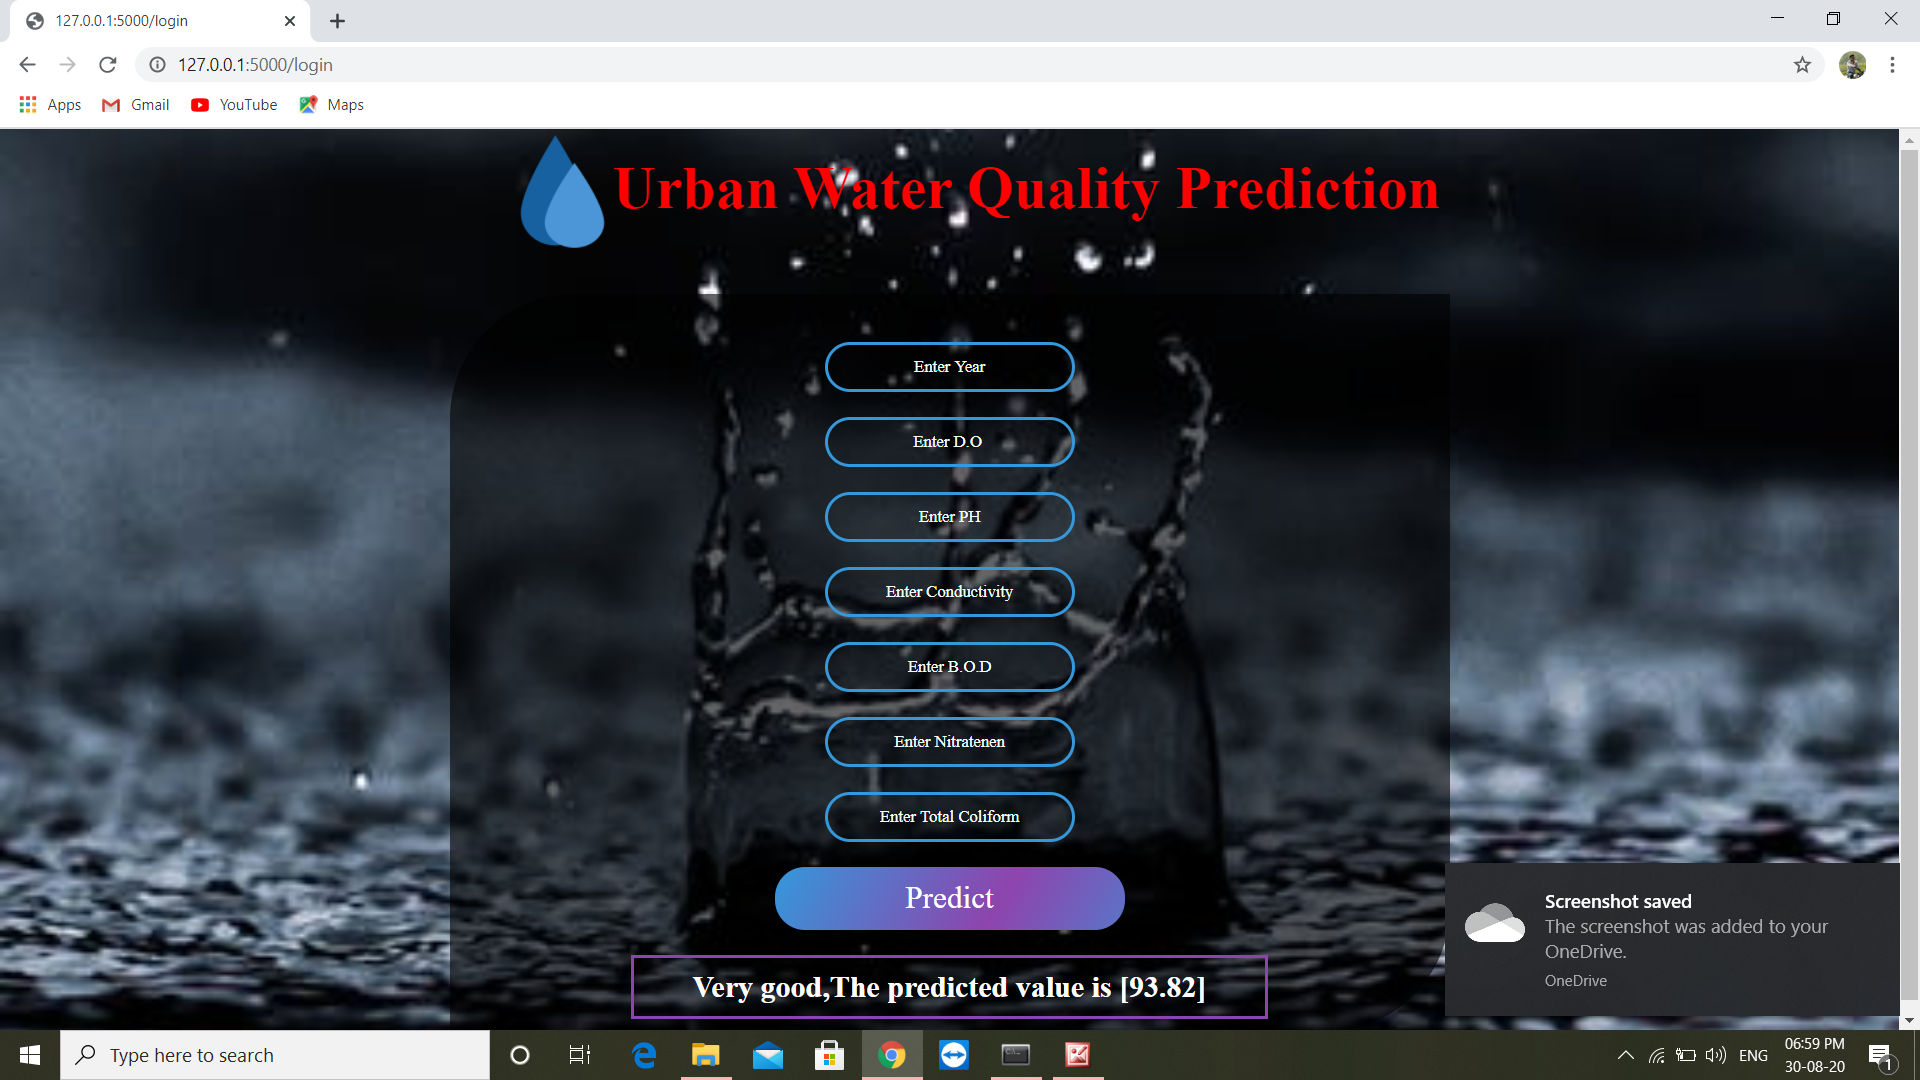 127.0.0.1:5000/login
127.0.0.1:5000/login
Apps Gmail YouTube Maps
Urban Water Quality Prediction
Enter Year
Enter D.O
Enter PH
Enter Conductivity
Enter B.O.D
Enter Nitratenen
Enter Total Coliform
Predict
Very good,The predicted value is [93.82]
Screenshot saved
The screenshot was added to your
OneDrive.
OneDrive
Type here to search
ENG
06:59 PM
30-08-20
1